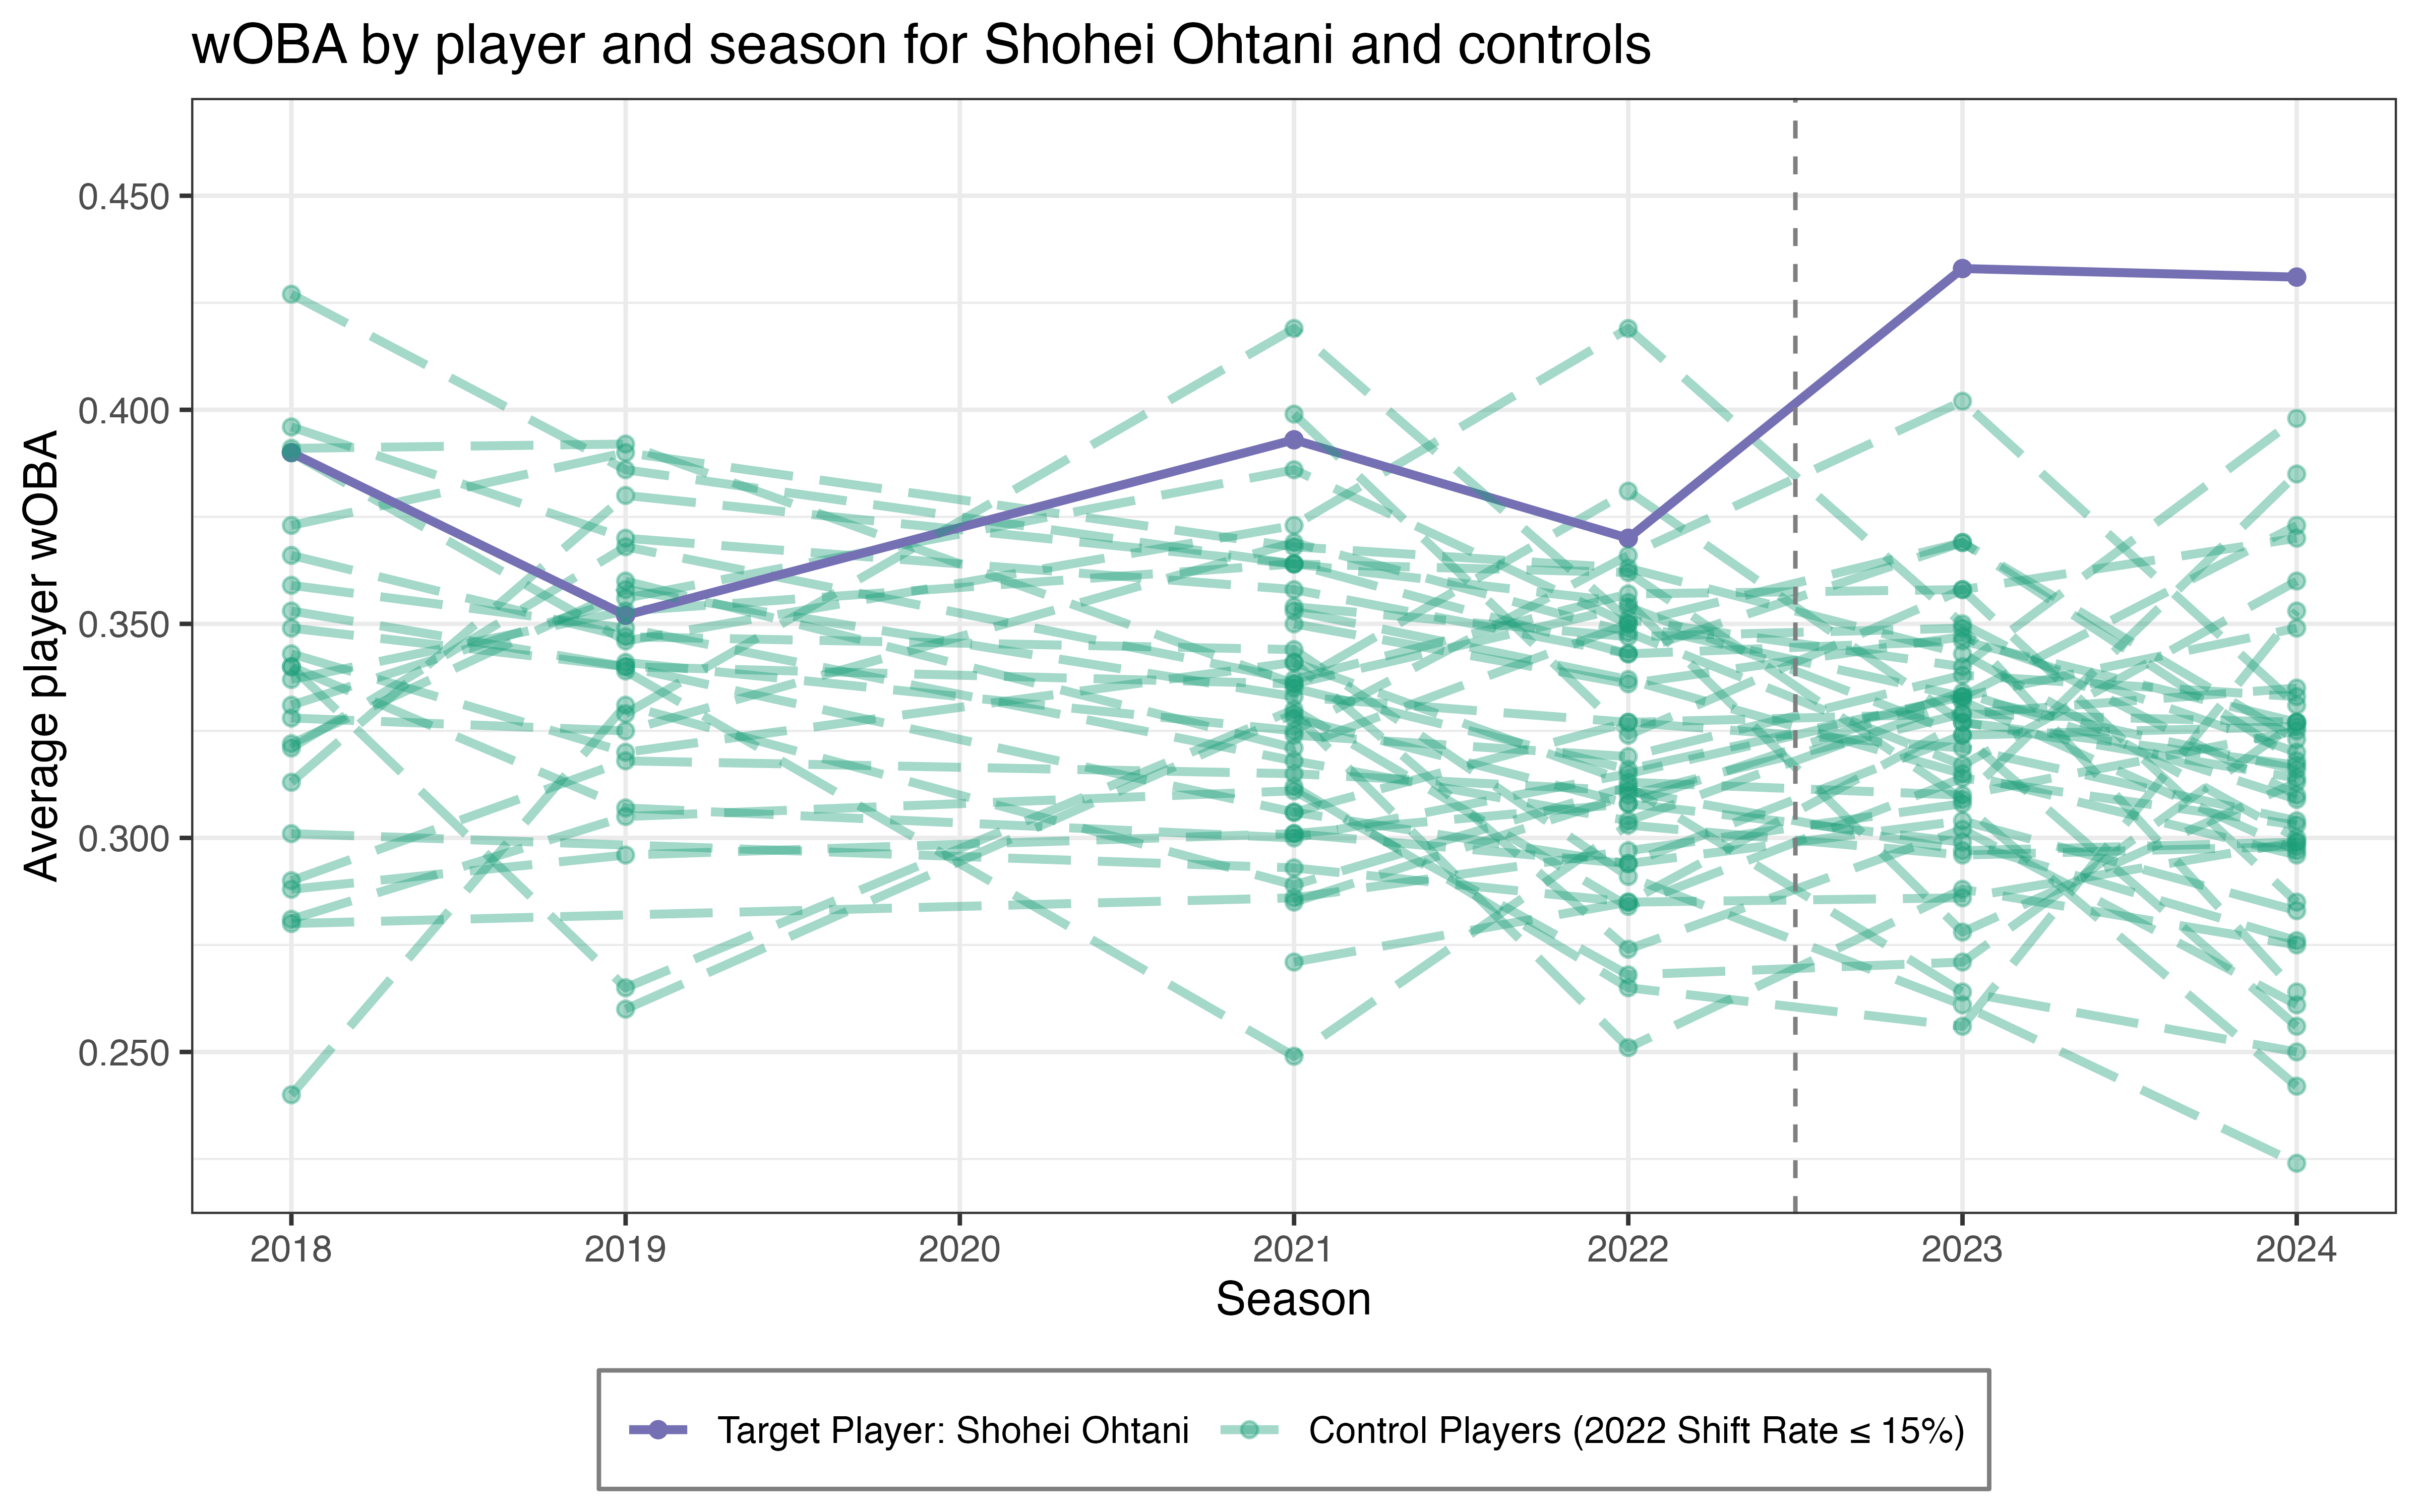 wOBA by player and season for Shohei Ohtani and controls
Average player wOBA
0.450
0.400
0.350
0.300
0.250
2018 2019 2020 2021 2022 2023 2024
Season
Target Player: Shohei Ohtani Control Players (2022 Shift Rate ≤ 15%)